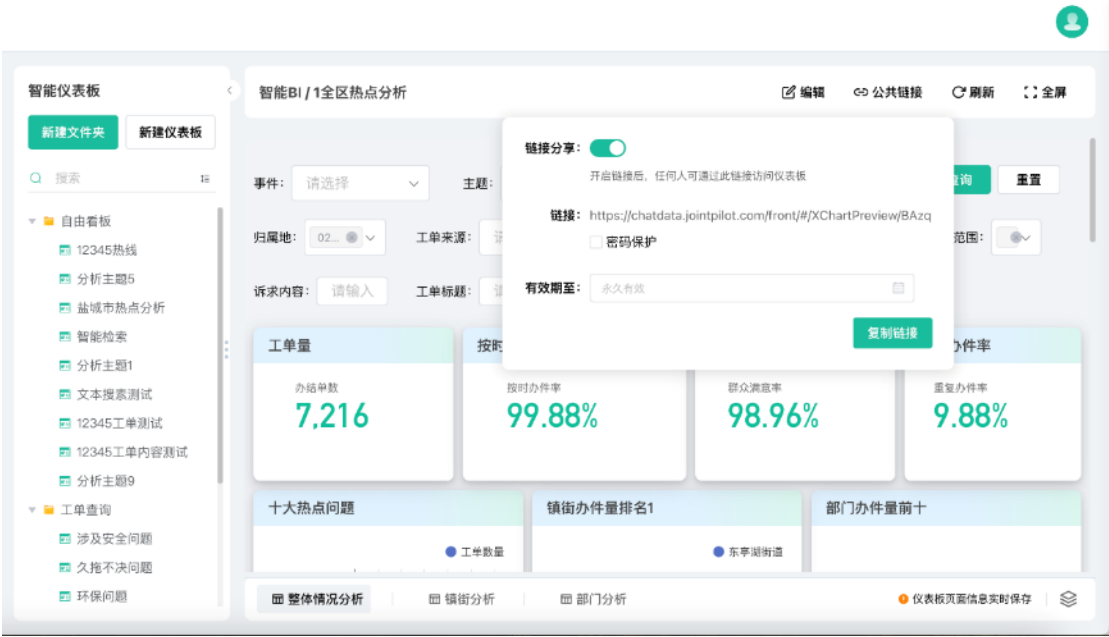 智能仪表板
新建文件夹 新建仪表板
搜索
自由看板
12345热线
分析主题5
盐城市热点分析
智能检索
分析主题1
文本搜素测试
12345工单测试
12345工单内容测试
分析主题9
工单查询
涉及安全问题
久拖不决问题
环保问题
智能BI / 1全区热点分析
编辑 公共链接 刷新 全屏
链接分享:
开启链接后，任何人可通过此链接访问仪表板
链接: https://chatdata.jointpilot.com/front/#/XChartPreview/BAzq
密码保护
有效期至: 永久有效
复制链接
事件: 请选择 主题: 询 重置
归属地: 02... 工单来源: 范围:
诉求内容: 请输入 工单标题:
工单量 按时 办件率
办结单数 按时办件率 群众满意率 重复办件率
7,216 99.88% 98.96% 9.88%
十大热点问题 镇街办件量排名1 部门办件量前十
工单数量 东亭湖街道
整体情况分析 镇街分析 部门分析 仪表板页面信息实时保存